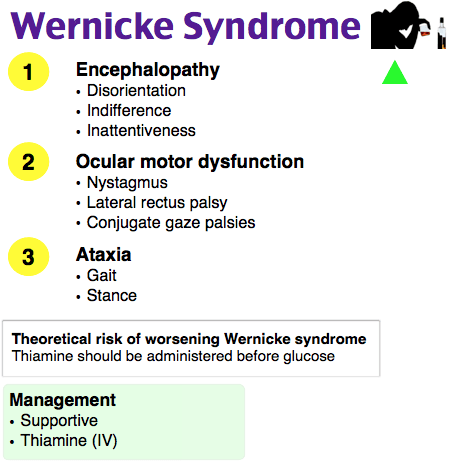 Wernicke Syndrome
1 Encephalopathy
• Disorientation
• Indifference
• Inattentiveness
2 Ocular motor dysfunction
• Nystagmus
• Lateral rectus palsy
• Conjugate gaze palsies
3 Ataxia
• Gait
• Stance
Theoretical risk of worsening Wernicke syndrome
Thiamine should be administered before glucose
Management
• Supportive
• Thiamine (IV)